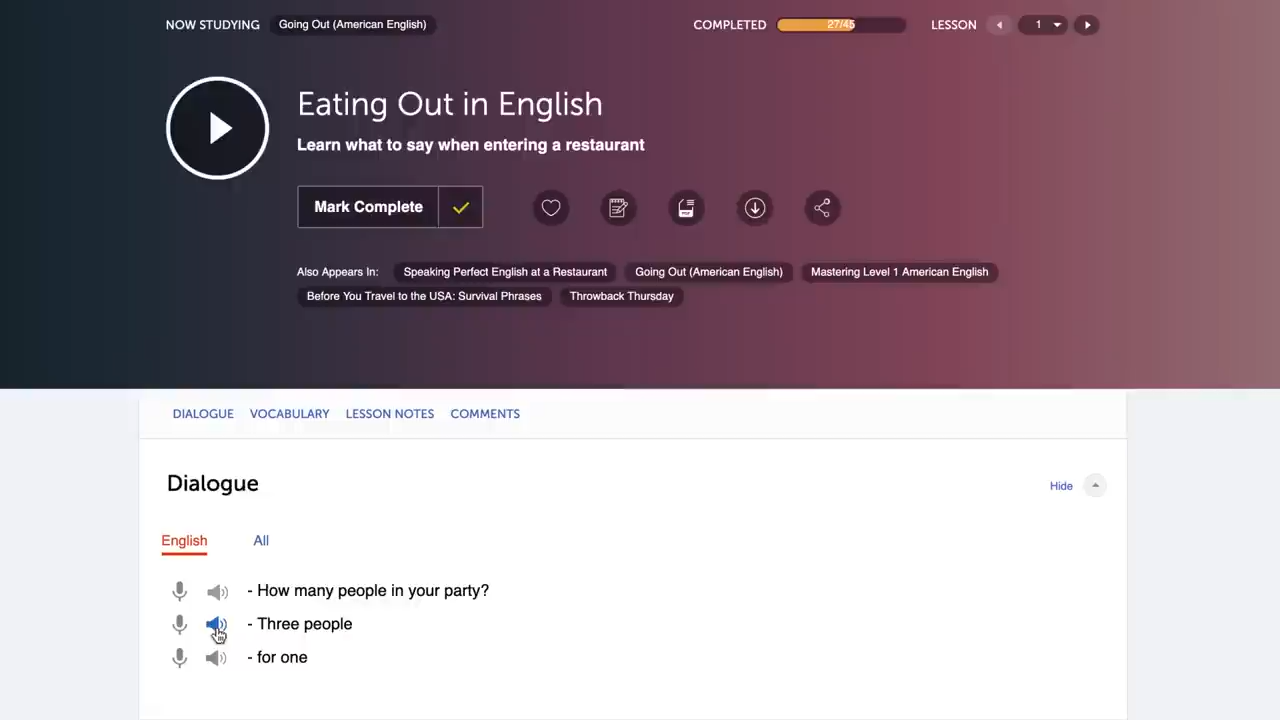 NOW STUDYING Going Out (American English) COMPLETED 27/45 LESSON 1
Eating Out in English
Learn what to say when entering a restaurant
Mark Complete
Also Appears In: Speaking Perfect English at a Restaurant Going Out (American English) Mastering Level 1 American English
Before You Travel to the USA: Survival Phrases Throwback Thursday
DIALOGUE VOCABULARY LESSON NOTES COMMENTS
Dialogue Hide
English All
- How many people in your party?
- Three people
- for one